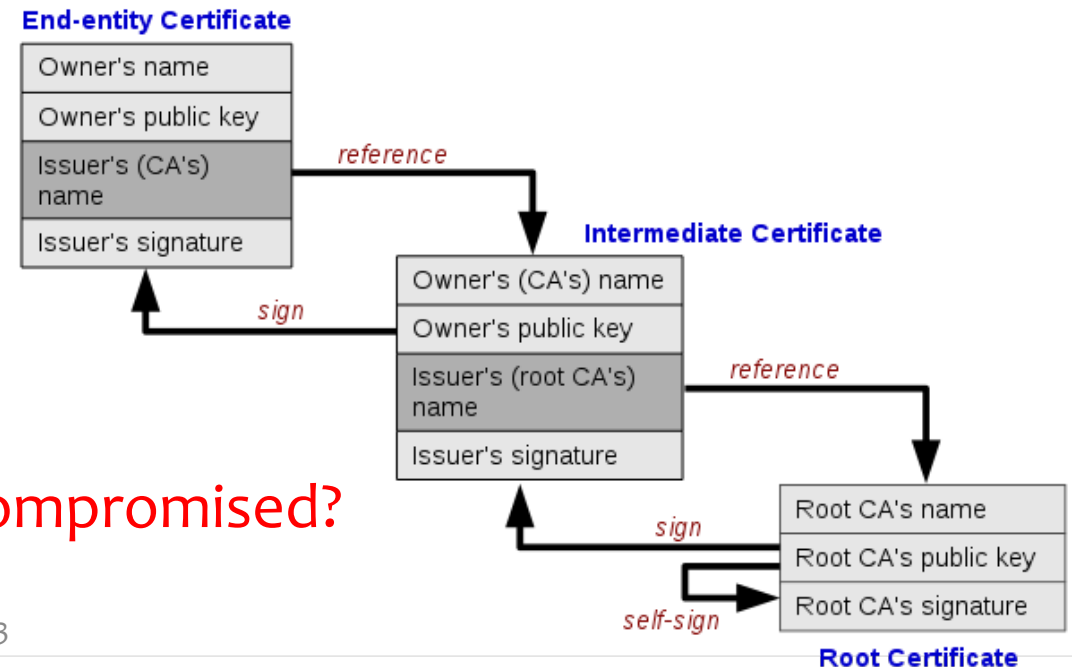 End-entity Certificate
Owner's name
Owner's public key
Issuer's (CA's)
name
Issuer's signature
reference
sign
Intermediate Certificate
Owner's (CA's) name
Owner's public key
Issuer's (root CA's)
name
Issuer's signature
reference
sign
ompromised?
Root CA's name
Root CA's public key
Root CA's signature
self-sign
Root Certificate
3